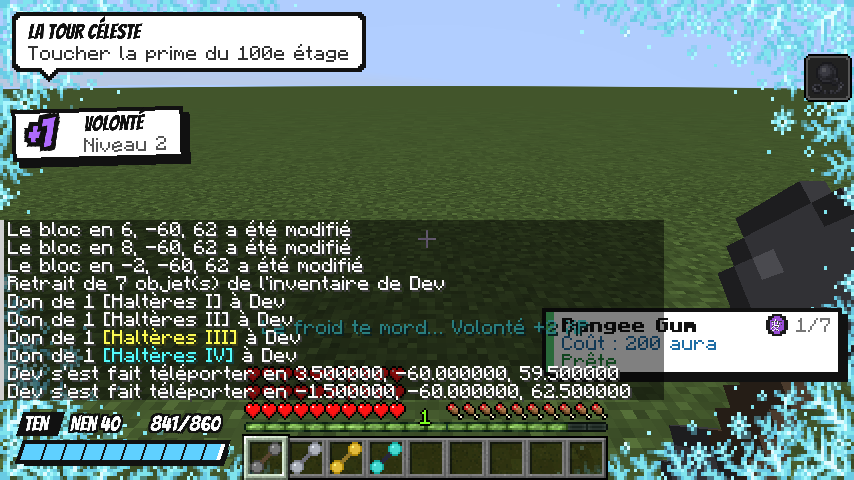 LA TOUR CÉLESTE
Toucher la prime du 100e étage
+1
VOLONTÉ
Niveau 2
Le bloc en 6, -60, 62 a été modifié
Le bloc en 8, -60, 62 a été modifié
Le bloc en -2, -60, 62 a été modifié
Retrait de 7 objet(s) de l'inventaire de Dev
Don de 1 [Haltères I] à Dev
Don de 1 [Haltères II] à Dev
Don de 1 [Haltères III] à Dev
Don de 1 [Haltères IV] à Dev
Dev s'est fait téléporter en 3.500000, -60.000000, 59.500000
Dev s'est fait téléporter en -1.500000, -60.000000, 62.500000
froid te mord... Volonté +2
Gum
1/7
Coût : 200 aura
Prête
1
TEN
NEN 40
841/860